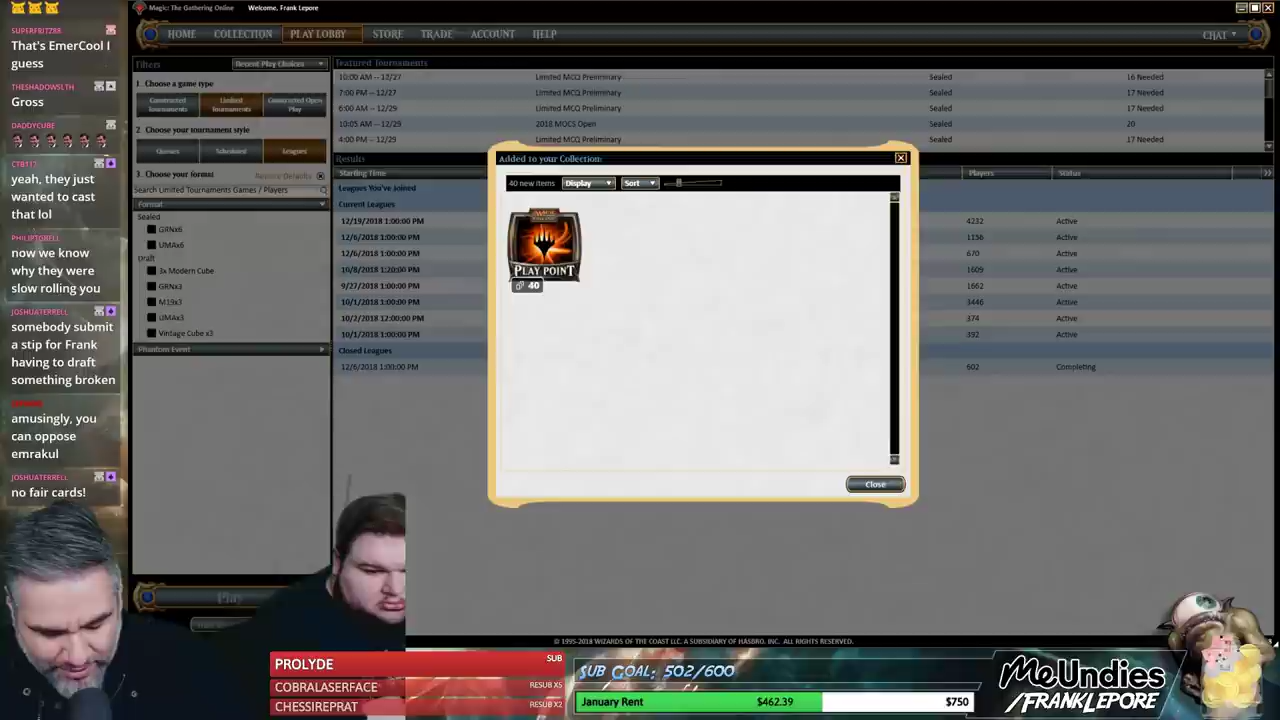 Magic: The Gathering Online
Welcome, Frank Lepore
HOME
COLLECTION
PLAY LOBBY
STORE
TRADE
ACCOUNT
HELP
CHAT
SUPERFRITZ88
That's EmerCool I
guess
THESHADOWSLTH
Gross
DADDYCUBE
CTB117
yeah, they just
wanted to cast
that lol
PHILIPTGBELL
now we know
why they were
slow rolling you
JOSHUATERRELL
somebody submit
a stip for Frank
having to draft
something broken
amusingly, you
can oppose
emrakul
JOSHUATERRELL
no fair cards!
Filters
Recent Play Choices
1. Choose a game type
Constructed Tournaments
Limited Tournaments
Constructed Open Play
2. Choose your tournament style
Queues
Scheduled
Leagues
3. Choose your format
Restore Defaults
Search Limited Tournaments Games / Players
Format
Sealed
GRNx6
UMAx6
Draft
3x Modern Cube
GRNx3
M19x3
UMAx3
Vintage Cube x3
Phantom Event
Play
Featured Tournaments
10:00 AM -- 12/27 Limited MCQ Preliminary Sealed 16 Needed
7:00 PM -- 12/27 Limited MCQ Preliminary Sealed 17 Needed
6:00 AM -- 12/29 Limited MCQ Preliminary Sealed 17 Needed
10:05 AM -- 12/29 2018 MOCS Open Sealed 20
4:00 PM -- 12/29 Limited MCQ Preliminary Sealed 17 Needed
Results
Starting Time Players Status
Leagues You've Joined
Current Leagues
12/19/2018 1:00:00 PM 4232 Active
12/6/2018 1:00:00 PM 1156 Active
12/6/2018 1:00:00 PM 670 Active
10/8/2018 1:20:00 PM 1609 Active
9/27/2018 1:00:00 PM 1662 Active
10/1/2018 1:00:00 PM 3446 Active
10/2/2018 12:00:00 PM 374 Active
10/1/2018 1:00:00 PM 392 Active
Closed Leagues
12/6/2018 1:00:00 PM 602 Completing
Added to your Collection:
40 new items
Display
Sort
PLAY POINT
40
Close
© 1995-2018 WIZARDS OF THE COAST LLC. A SUBSIDIARY OF HASBRO, INC. ALL RIGHTS RESERVED.
PROLYDE SUB
COBRALASERFACE RESUB X5
CHESSIREPRAT RESUB X2
SUB GOAL: 502/600
January Rent $462.39 $750
MeUndies
/FRANKLEPORE